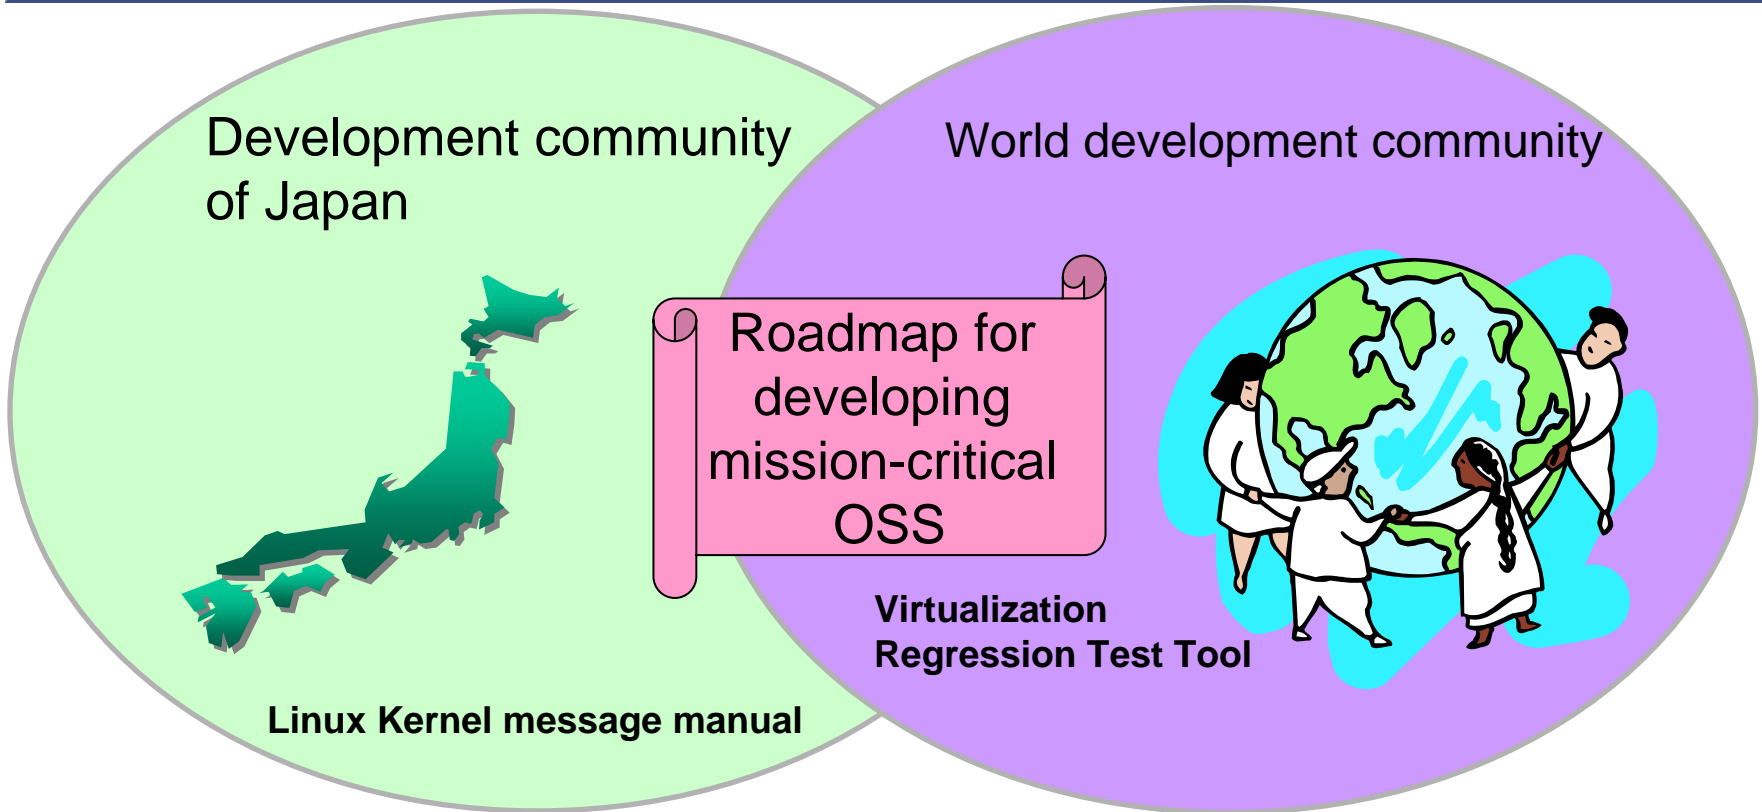 Development community
of Japan
World development community
Roadmap for
developing
mission-critical
OSS
Virtualization
Regression Test Tool
Linux Kernel message manual